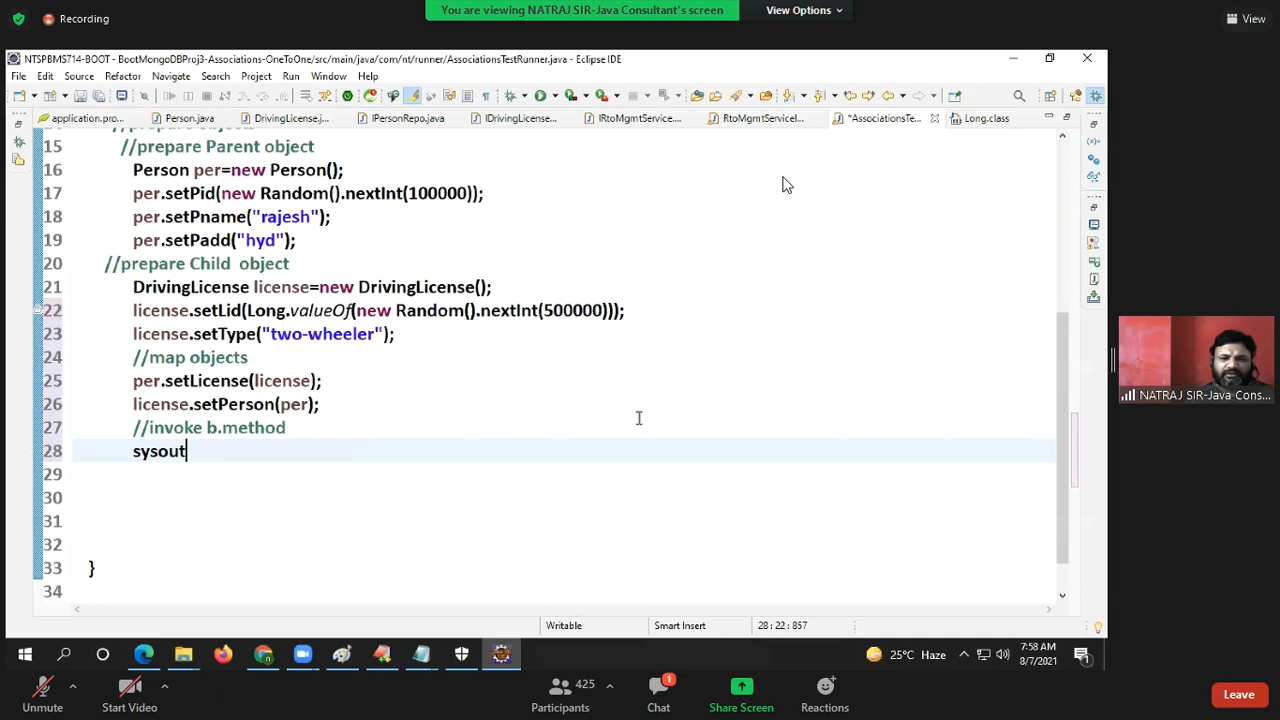 Recording
You are viewing NATRAJ SIR-Java Consultant's screen
View Options
View
NTSPBMS714-BOOT - BootMongoDBProj3-Associations-OneToOne/src/main/java/com/nt/runner/AssociationsTestRunner.java - Eclipse IDE
File Edit Source Refactor Navigate Search Project Run Window Help
application.pro... Person.java DrivingLicense.j... IPersonRepo.java IDrivingLicense... IRtoMgmtService... RtoMgmtServiceI... *AssociationsTe... Long.class
15 //prepare Parent object
16 Person per=new Person();
17 per.setPid(new Random().nextInt(100000));
18 per.setPname("rajesh");
19 per.setPadd("hyd");
20 //prepare Child  object
21 DrivingLicense license=new DrivingLicense();
22 license.setLid(Long.valueOf(new Random().nextInt(500000)));
23 license.setType("two-wheeler");
24 //map objects
25 per.setLicense(license);
26 license.setPerson(per);
27 //invoke b.method
28 sysout
29
30
31
32
33 }
34
Writable Smart Insert 28 : 22 : 857
NATRAJ SIR-Java Cons...
25°C Haze
7:58 AM
8/7/2021
1
Unmute
Start Video
425
Participants
1
Chat
Share Screen
Reactions
Leave